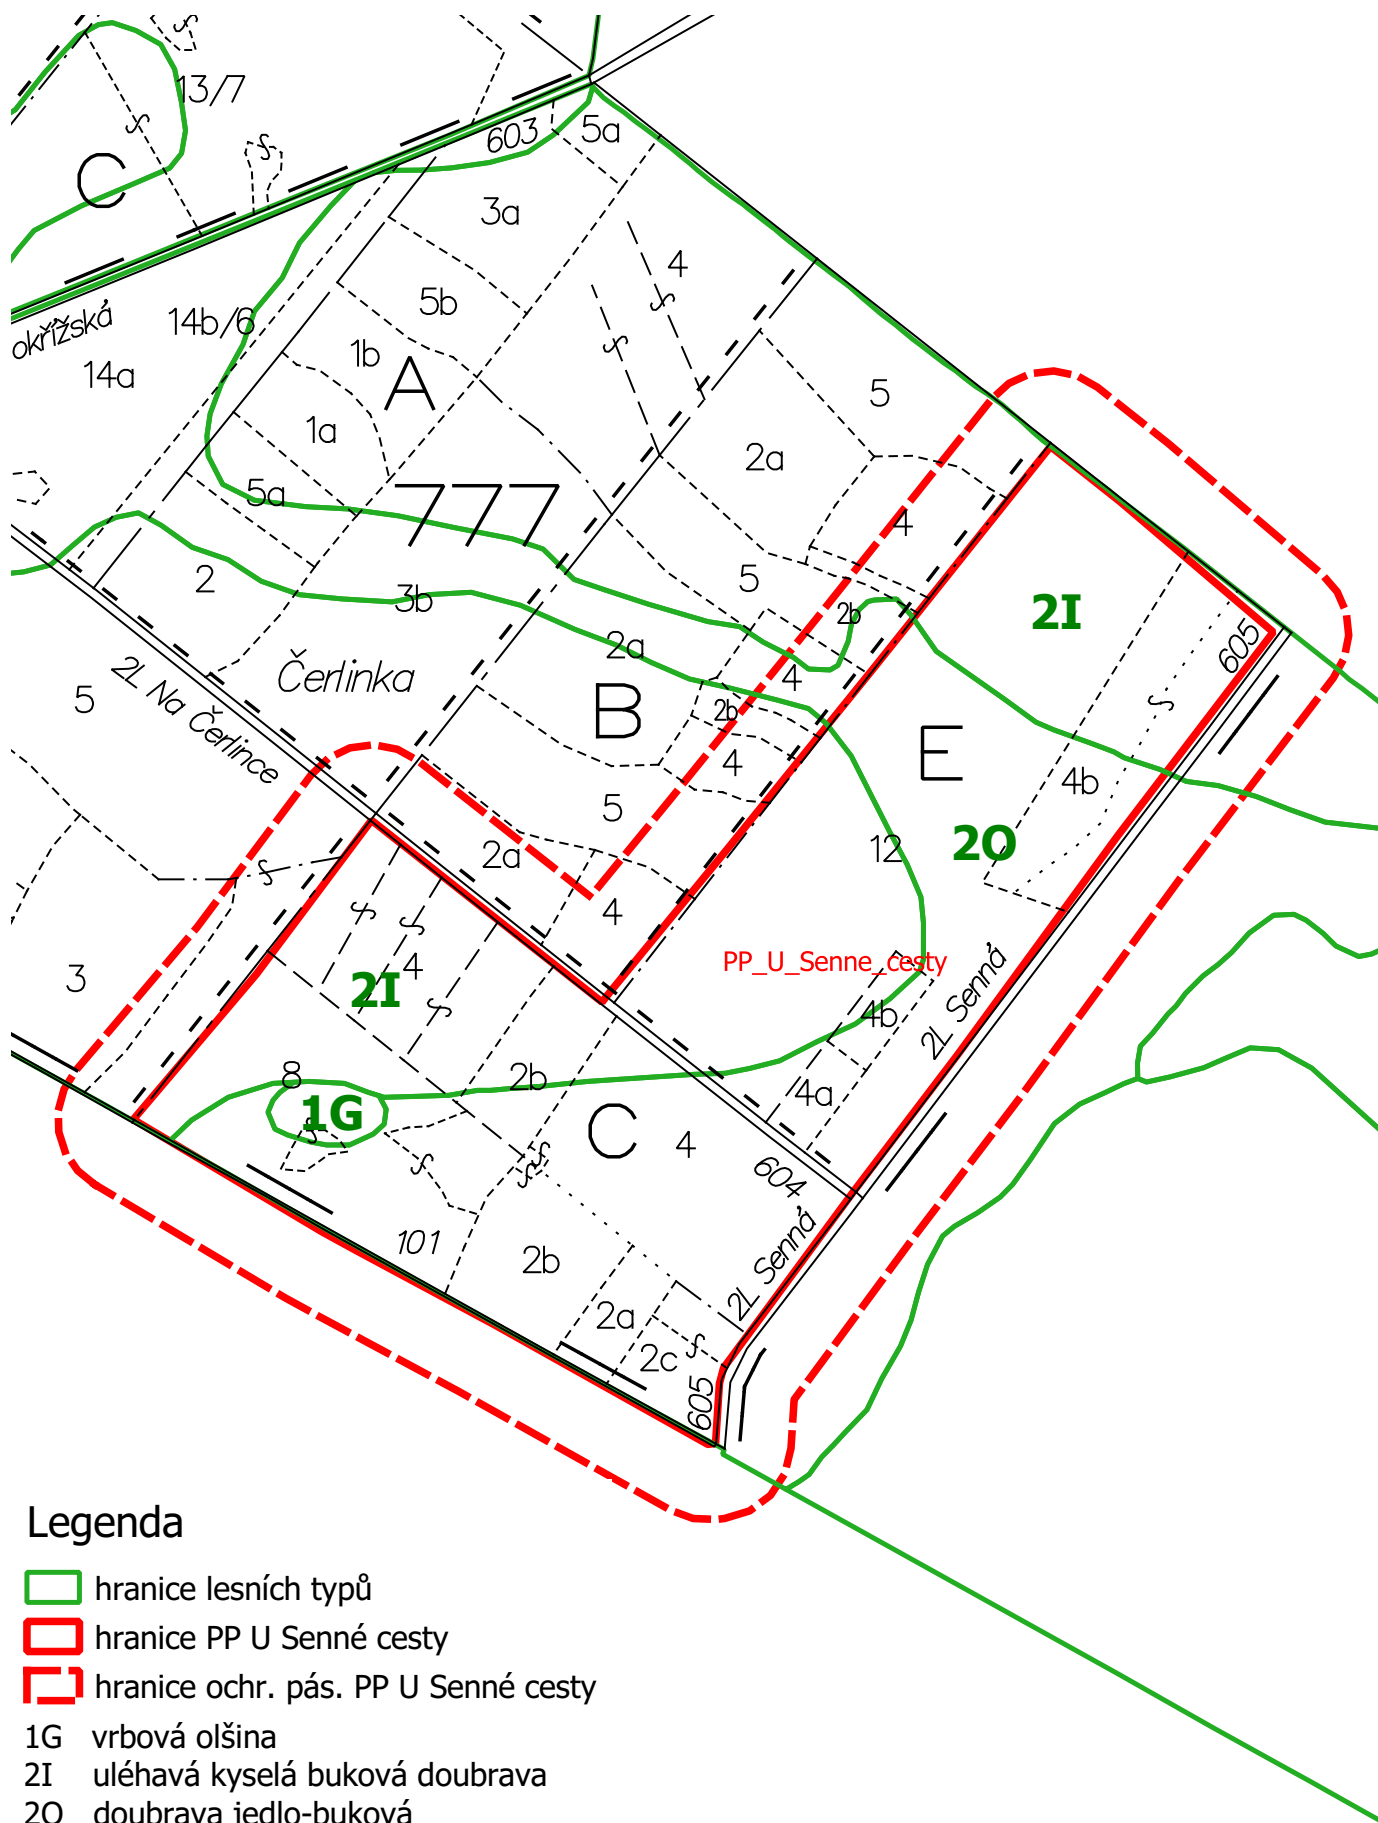 13/7
C
603
5a
3a
4
5b
14b/6
okřížská
1b
14a
A
5
1a
2a
777
5a
4
5
2
3b
2b
2I
2a
605
Čerlinka
4
2L Na Čerlince
5
B
2b
E
4
4b
5
12
2O
2a
4
PP_U_Senne_cesty
3
4
2I
2L Senná
4b
8
2b
4a
1G
C
4
604
101
2b
2L Senná
2a
2c
605
Legenda
hranice lesních typů
hranice PP U Senné cesty
hranice ochr. pás. PP U Senné cesty
1G vrbová olšina
2I uléhavá kyselá buková doubrava
2O doubrava jedlo-buková